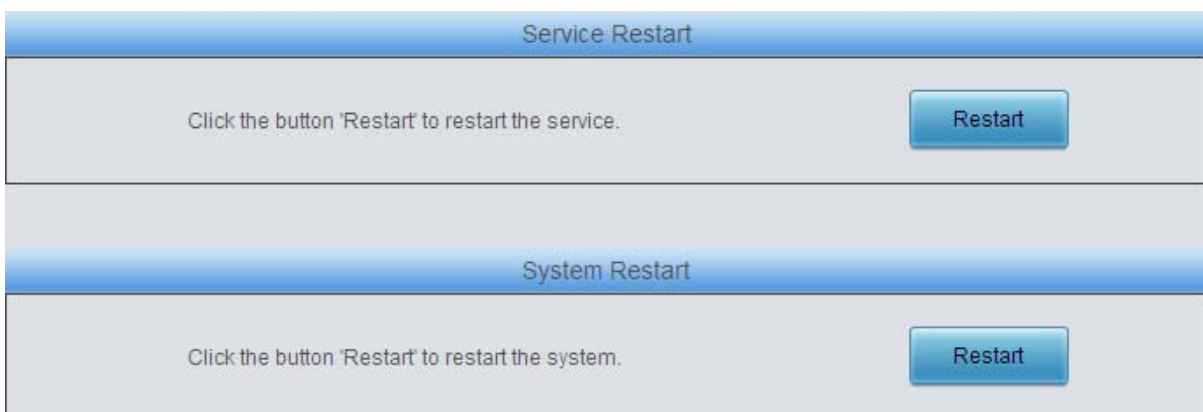 Service Restart
Click the button 'Restart' to restart the service.
Restart
System Restart
Click the button 'Restart' to restart the system.
Restart